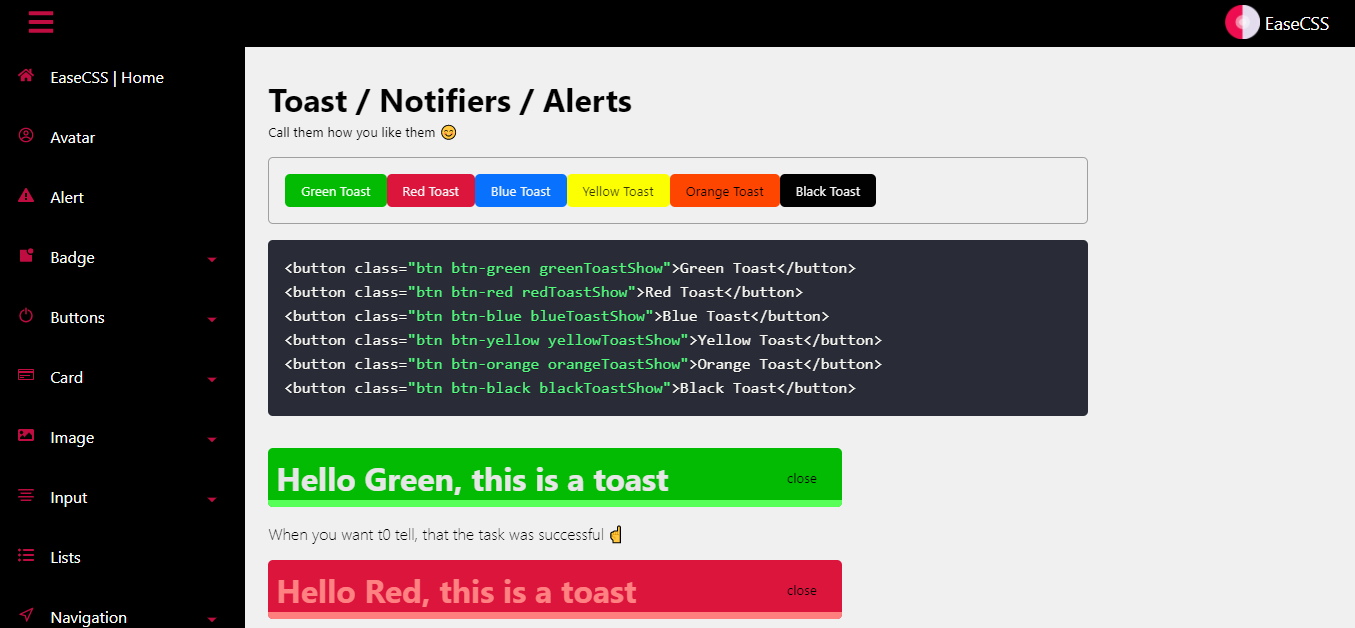 EaseCSS
EaseCSS | Home
Avatar
Alert
Badge
Buttons
Card
Image
Input
Lists
Navigation
Toast / Notifiers / Alerts
Call them how you like them 😊
Green Toast Red Toast Blue Toast Yellow Toast Orange Toast Black Toast
<button class="btn btn-green greenToastShow">Green Toast</button>
<button class="btn btn-red redToastShow">Red Toast</button>
<button class="btn btn-blue blueToastShow">Blue Toast</button>
<button class="btn btn-yellow yellowToastShow">Yellow Toast</button>
<button class="btn btn-orange orangeToastShow">Orange Toast</button>
<button class="btn btn-black blackToastShow">Black Toast</button>
Hello Green, this is a toast close
When you want t0 tell, that the task was successful ☝
Hello Red, this is a toast close